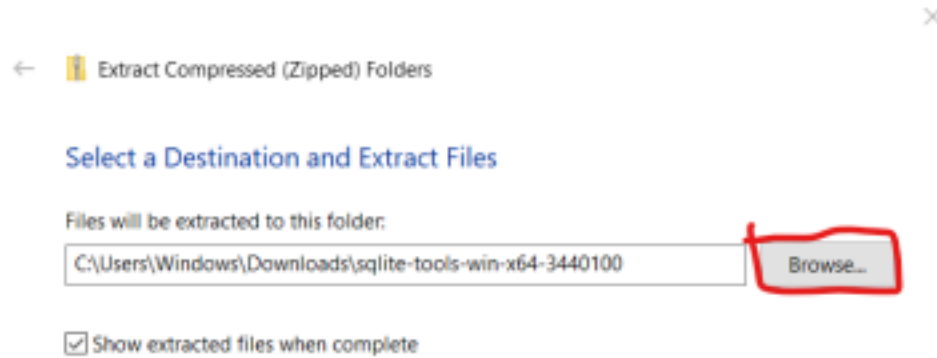 Extract Compressed (Zipped) Folders
Select a Destination and Extract Files
Files will be extracted to this folder:
C:\Users\Windows\Downloads\sqlite-tools-win-x64-3440100
Browse...
Show extracted files when complete